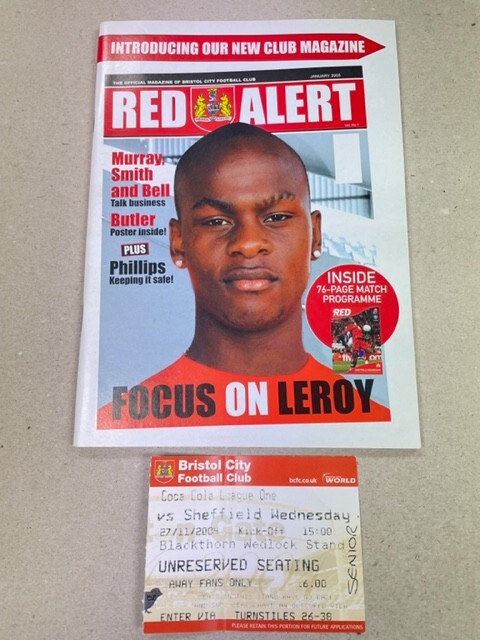 INTRODUCING OUR NEW CLUB MAGAZINE
THE OFFICIAL MAGAZINE OF BRISTOL CITY FOOTBALL CLUB
JANUARY 2005
RED ALERT
Murray,
Smith
and Bell
Talk business
Butler
Poster inside!
PLUS
Phillips
Keeping it safe!
INSIDE
76-PAGE MATCH
PROGRAMME
RED
FOCUS ON LEROY
Bristol City
Football Club
bcfc.co.uk
WORLD
Coca Cola League One
vs Sheffield Wednesday
27/11/2004 Kick-Off 15:00
Blackthorn Wedlock Stand
UNRESERVED SEATING
AWAY FANS ONLY 16.00
SENIOR
ENTER VIA TURNSTILES 26-38
PLEASE RETAIN THIS PORTION FOR FUTURE APPLICATIONS